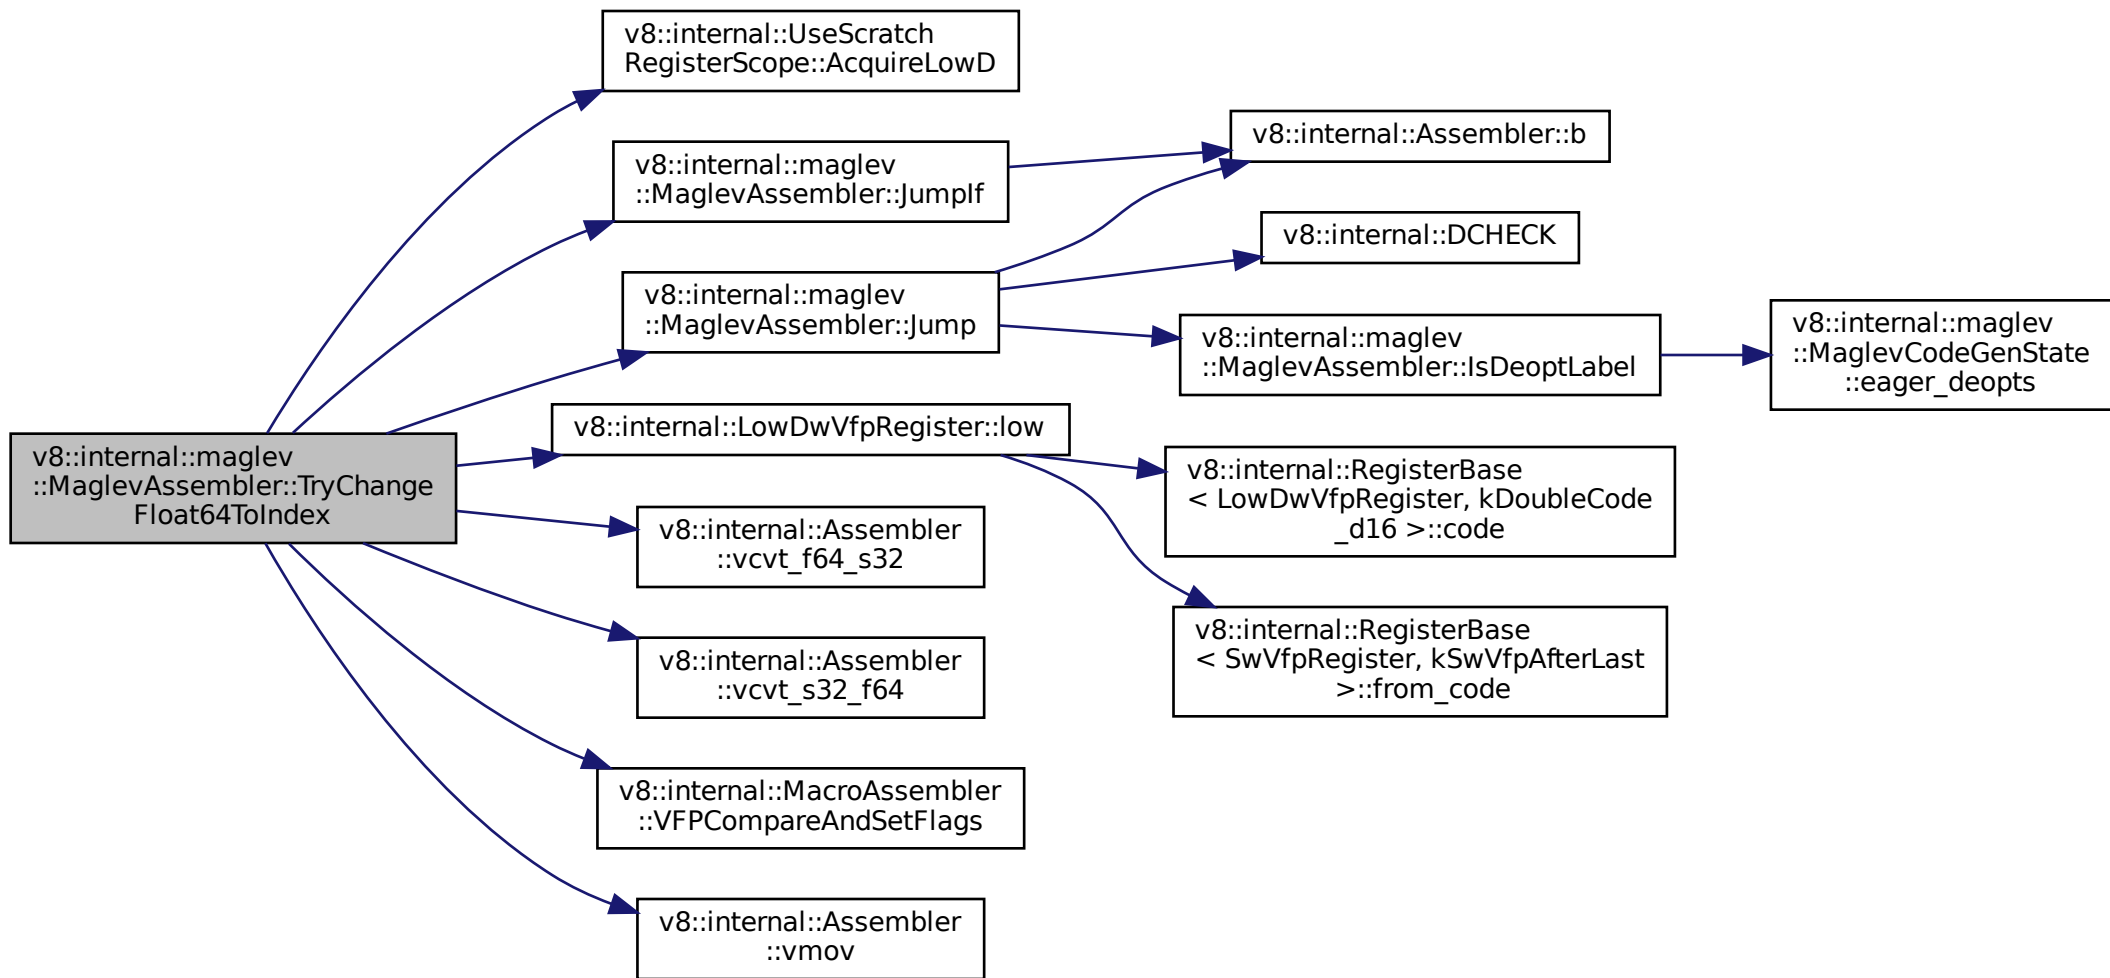 v8::internal::UseScratch
RegisterScope::AcquireLowD
v8::internal::maglev
::MaglevAssembler::JumpIf
v8::internal::Assembler::b
v8::internal::DCHECK
v8::internal::maglev
::MaglevAssembler::Jump
v8::internal::maglev
::MaglevAssembler::IsDeoptLabel
v8::internal::maglev
::MaglevCodeGenState
::eager_deopts
v8::internal::LowDwVfpRegister::low
v8::internal::maglev
::MaglevAssembler::TryChange
Float64ToIndex
v8::internal::RegisterBase
< LowDwVfpRegister, kDoubleCode
_d16 >::code
v8::internal::Assembler
::vcvt_f64_s32
v8::internal::RegisterBase
< SwVfpRegister, kSwVfpAfterLast
>::from_code
v8::internal::Assembler
::vcvt_s32_f64
v8::internal::MacroAssembler
::VFPCompareAndSetFlags
v8::internal::Assembler
::vmov